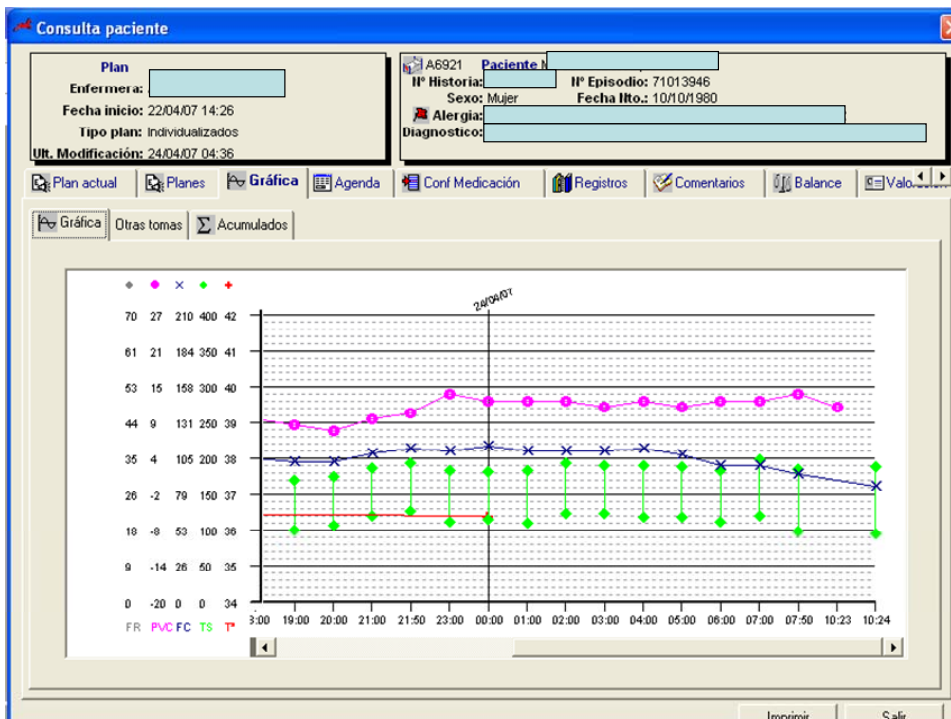 Consulta paciente
Plan
Enfermera:
Fecha inicio: 22/04/07 14:26
Tipo plan: Individualizados
Ult. Modificación: 24/04/07 04:36
A6921 Paciente
Nº Historia: Nº Episodio: 71013946
Sexo: Mujer Fecha Nto.: 10/10/1980
Alergia:
Diagnostico:
Plan actual Planes Gráfica Agenda Conf Medicación Registros Comentarios Balance
Gráfica Otras tomas Σ Acumulados
24/04/07
70 27 210 400 42
61 21 184 350 41
53 15 158 300 40
44 9 131 250 39
35 4 105 200 38
26 -2 79 150 37
18 -8 53 100 36
9 -14 26 50 35
0 -20 0 0 34
FR PVC FC TS Tª
3:00 19:00 20:00 21:00 21:50 23:00 00:00 01:00 02:00 03:00 04:00 05:00 06:00 07:00 07:50 10:23 10:24
Imprimir Salir